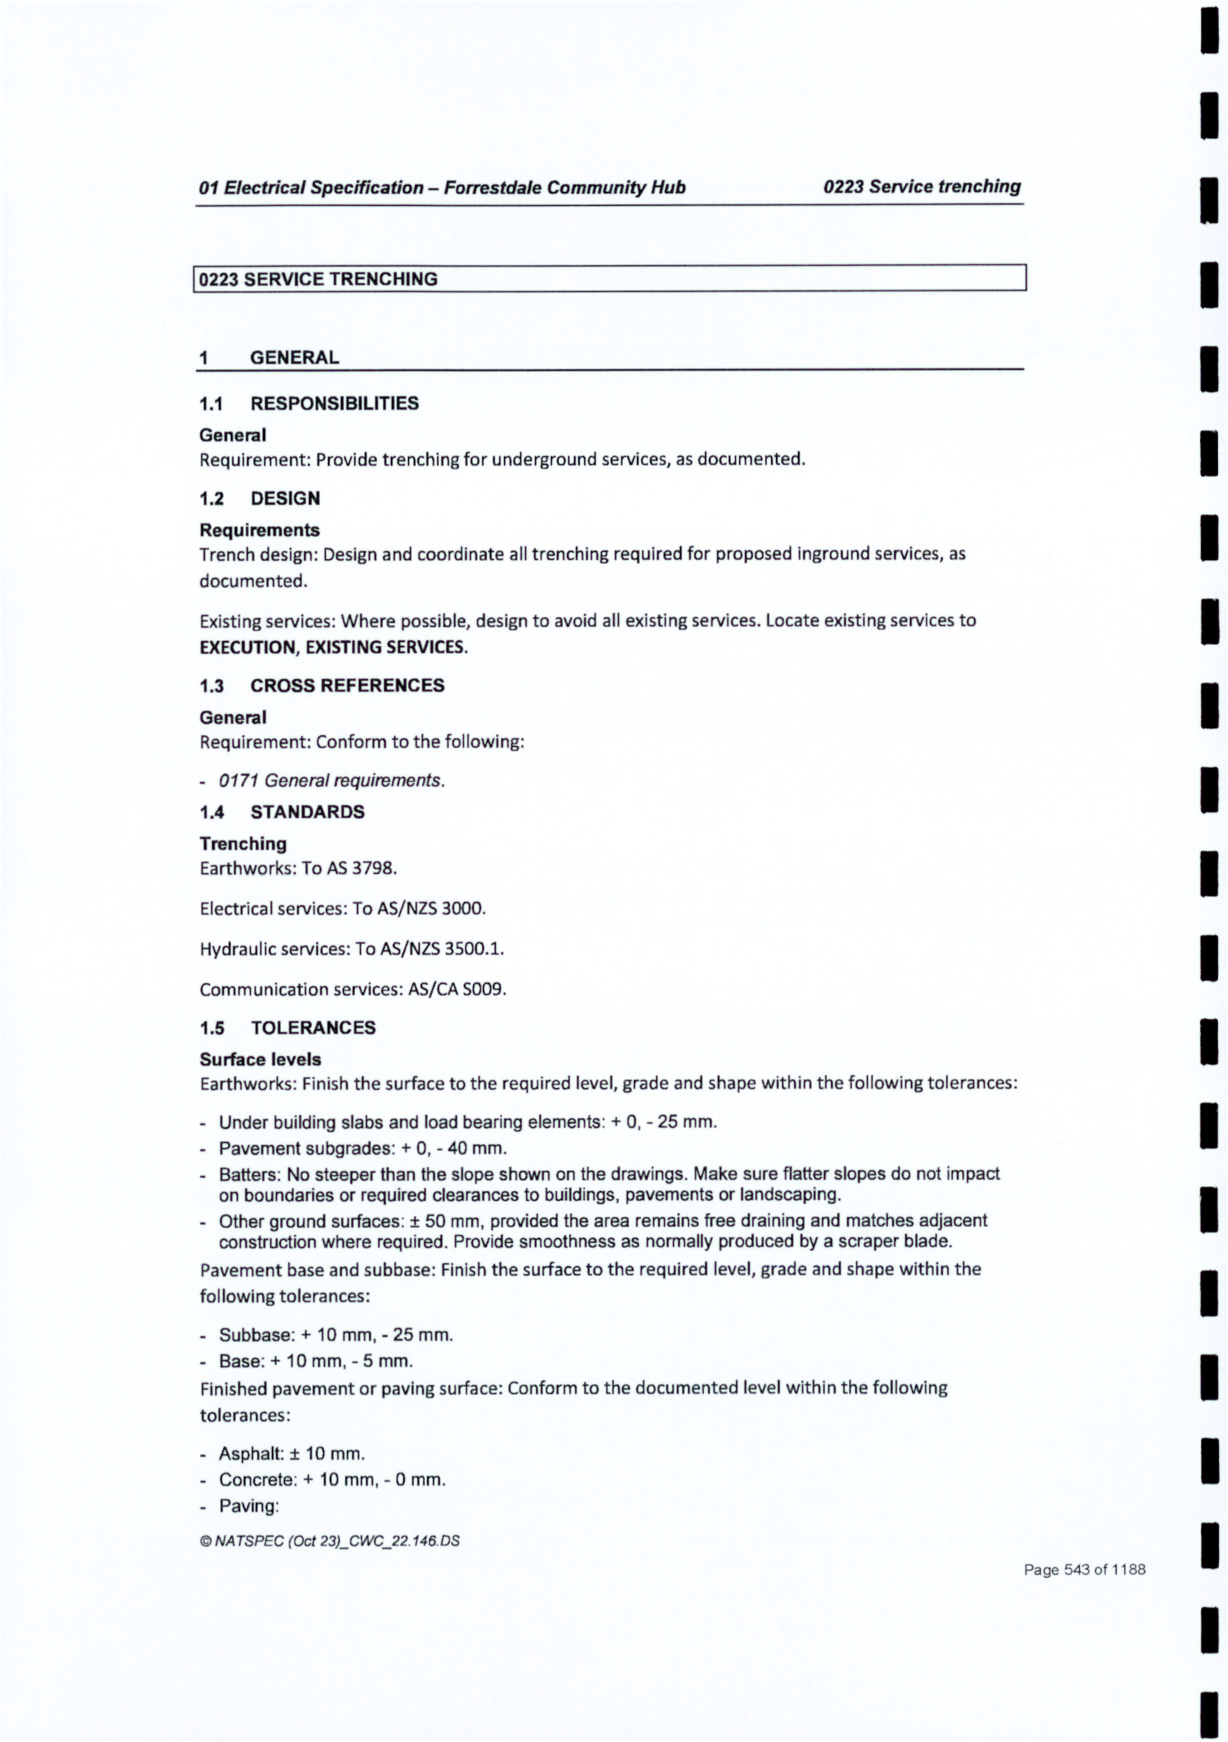 01 Electrical Specification – Forrestdale Community Hub 0223 Service trenching
0223 SERVICE TRENCHING
1 GENERAL
1.1 RESPONSIBILITIES
General
Requirement: Provide trenching for underground services, as documented.
1.2 DESIGN
Requirements
Trench design: Design and coordinate all trenching required for proposed inground services, as
documented.
Existing services: Where possible, design to avoid all existing services. Locate existing services to
EXECUTION, EXISTING SERVICES.
1.3 CROSS REFERENCES
General
Requirement: Conform to the following:
- 0171 General requirements.
1.4 STANDARDS
Trenching
Earthworks: To AS 3798.
Electrical services: To AS/NZS 3000.
Hydraulic services: To AS/NZS 3500.1.
Communication services: AS/CA S009.
1.5 TOLERANCES
Surface levels
Earthworks: Finish the surface to the required level, grade and shape within the following tolerances:
- Under building slabs and load bearing elements: + 0, - 25 mm.
- Pavement subgrades: + 0, - 40 mm.
- Batters: No steeper than the slope shown on the drawings. Make sure flatter slopes do not impact
on boundaries or required clearances to buildings, pavements or landscaping.
- Other ground surfaces: ± 50 mm, provided the area remains free draining and matches adjacent
construction where required. Provide smoothness as normally produced by a scraper blade.
Pavement base and subbase: Finish the surface to the required level, grade and shape within the
following tolerances:
- Subbase: + 10 mm, - 25 mm.
- Base: + 10 mm, - 5 mm.
Finished pavement or paving surface: Conform to the documented level within the following
tolerances:
- Asphalt: ± 10 mm.
- Concrete: + 10 mm, - 0 mm.
- Paving:
© NATSPEC (Oct 23)_CWC_22.146.DS
Page 543 of 1188